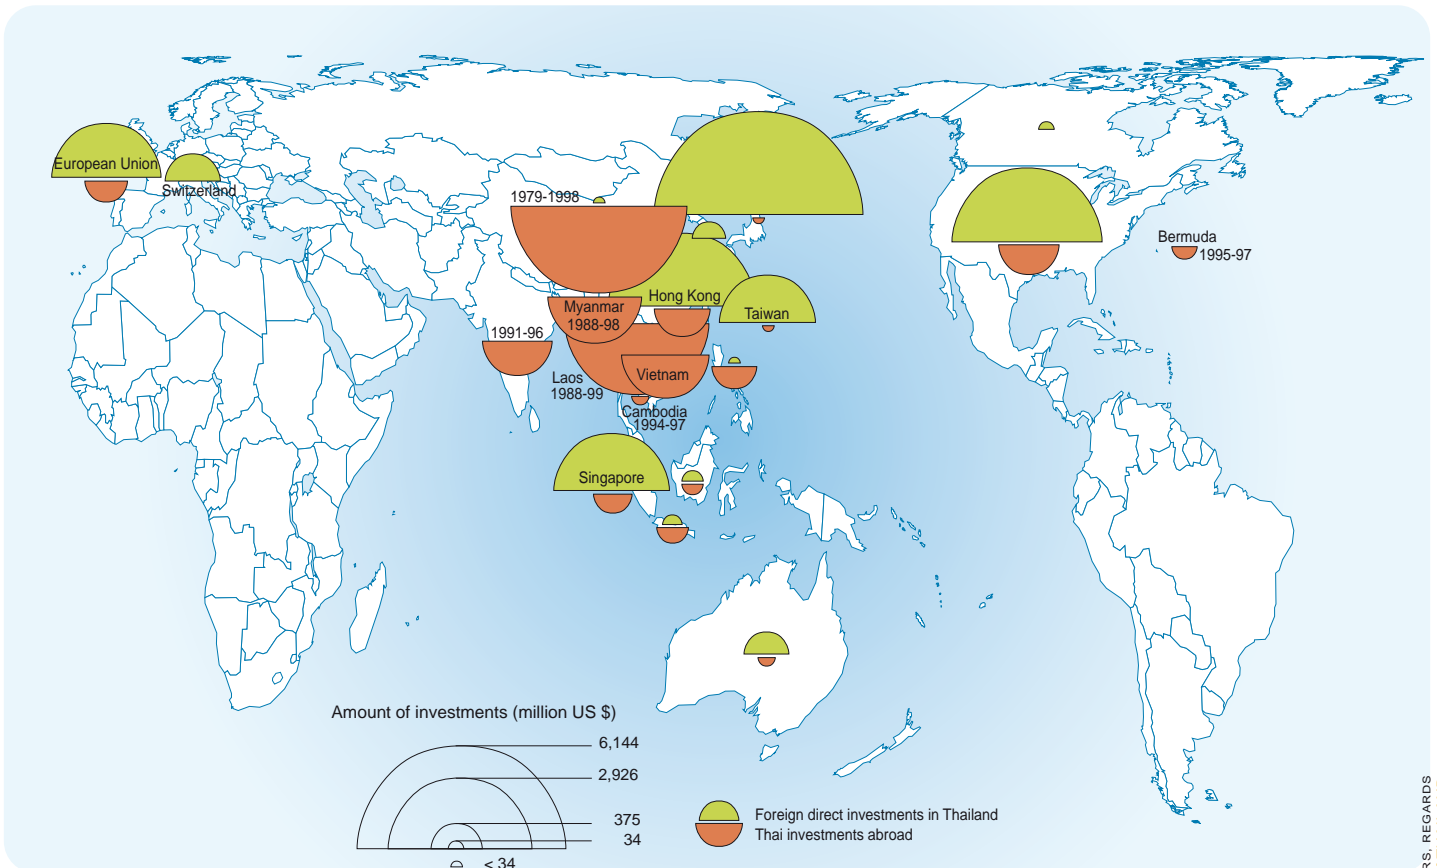 European Union
Switzerland
1979-1998
Bermuda
1995-97
Hong Kong
Myanmar
1988-98
Taiwan
1991-96
Laos
1988-99
Vietnam
Cambodia
1994-97
Singapore
Amount of investments (million US $)
6,144
2,926
375
34
< 34
Foreign direct investments in Thailand
Thai investments abroad
RS, REGARDS